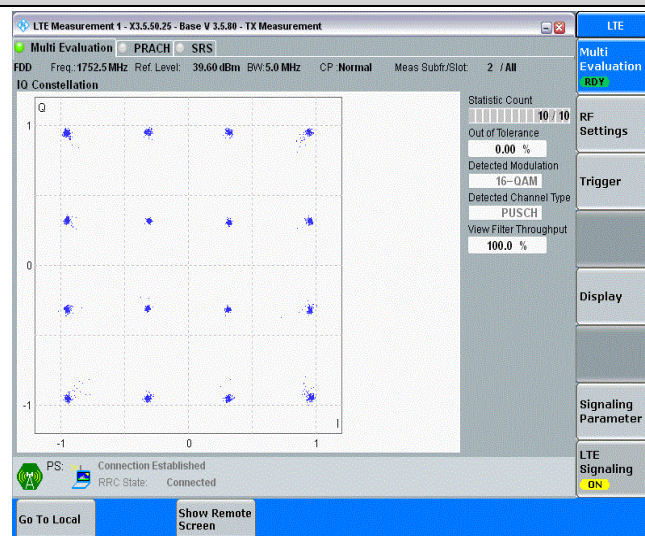 LTE Measurement 1 - X3.5.50.25 - Base V 3.5.80 - TX Measurement
LTE
Multi Evaluation PRACH SRS
FDD Freq.: 1752.5 MHz Ref. Level: 39.60 dBm BW: 5.0 MHz CP : Normal Meas Subfr./Slot: 2 / All
IQ Constellation
Q
1
0
-1
-1 0 1
I
Statistic Count
10 / 10
Out of Tolerance
0.00 %
Detected Modulation
16-QAM
Detected Channel Type
PUSCH
View Filter Throughput
100.0 %
Multi
Evaluation
RDY
RF
Settings
Trigger
Display
Signaling
Parameter
LTE
Signaling
ON
PS: Connection Established
RRC State: Connected
Go To Local
Show Remote
Screen